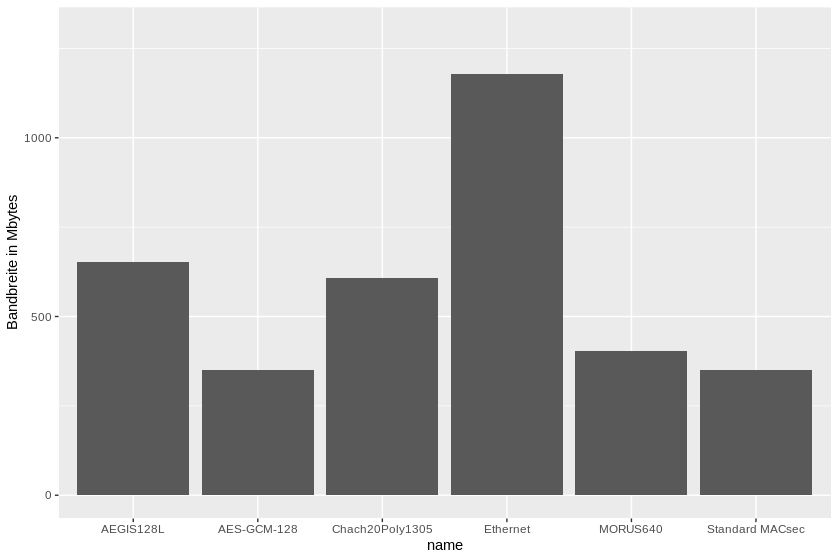 Bandbreite in Mbytes
1000
500
0
AEGIS128L AES-GCM-128 Chach20Poly1305 Ethernet MORUS640 Standard MACsec
name